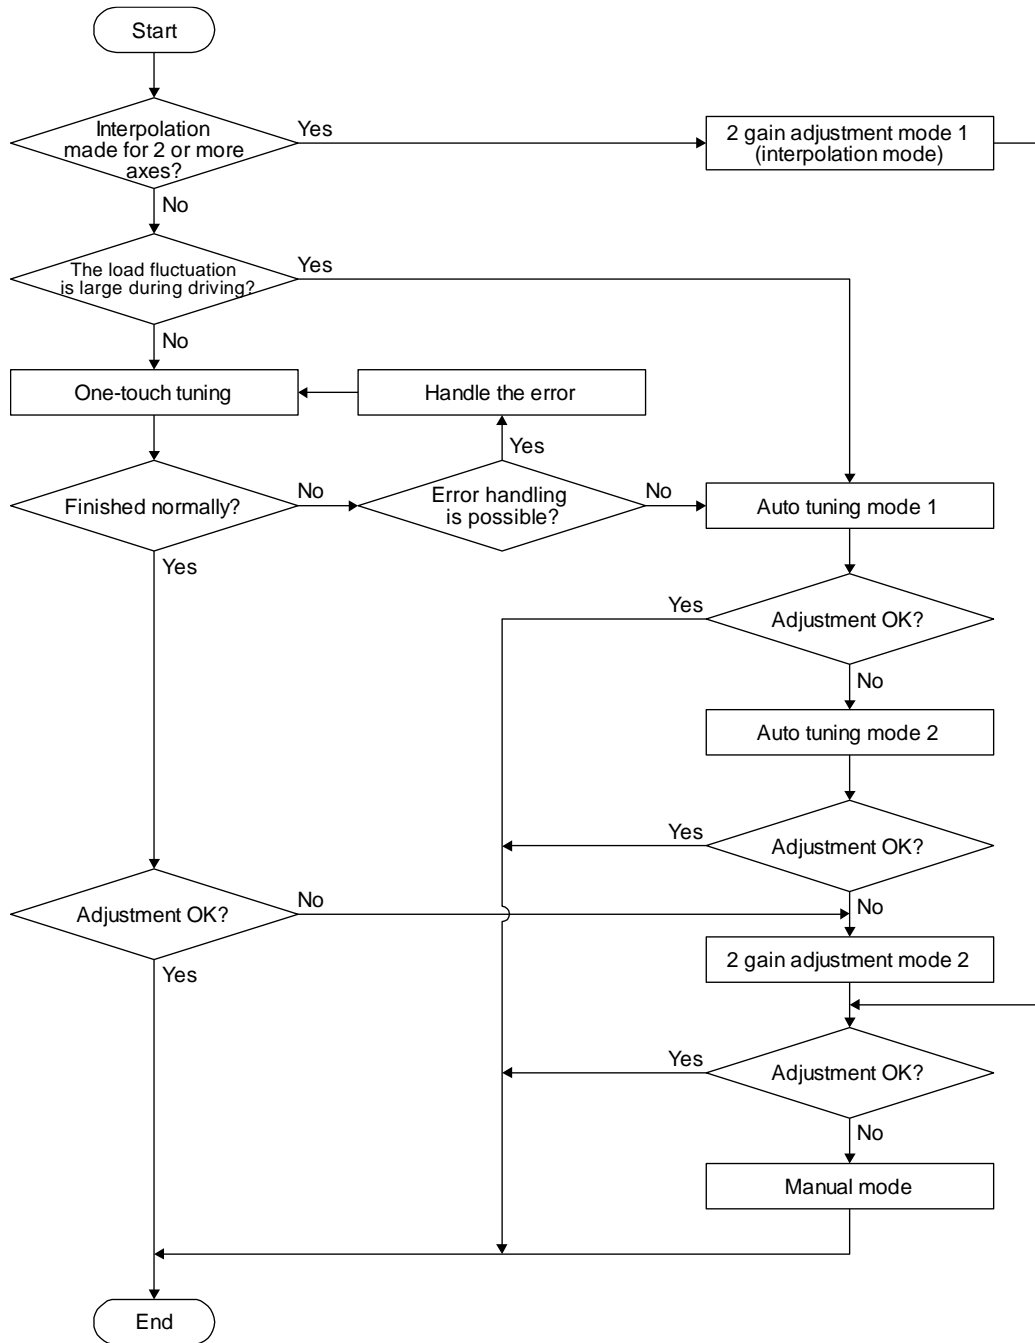 Start
Interpolation
made for 2 or more
axes?
Yes
2 gain adjustment mode 1
(interpolation mode)
No
The load fluctuation
is large during driving?
Yes
No
One-touch tuning
Handle the error
Yes
Finished normally?
No
Error handling
is possible?
No
Auto tuning mode 1
Yes
Yes
Adjustment OK?
No
Auto tuning mode 2
Yes
Adjustment OK?
No
Adjustment OK?
No
Yes
2 gain adjustment mode 2
Yes
Adjustment OK?
No
Manual mode
End